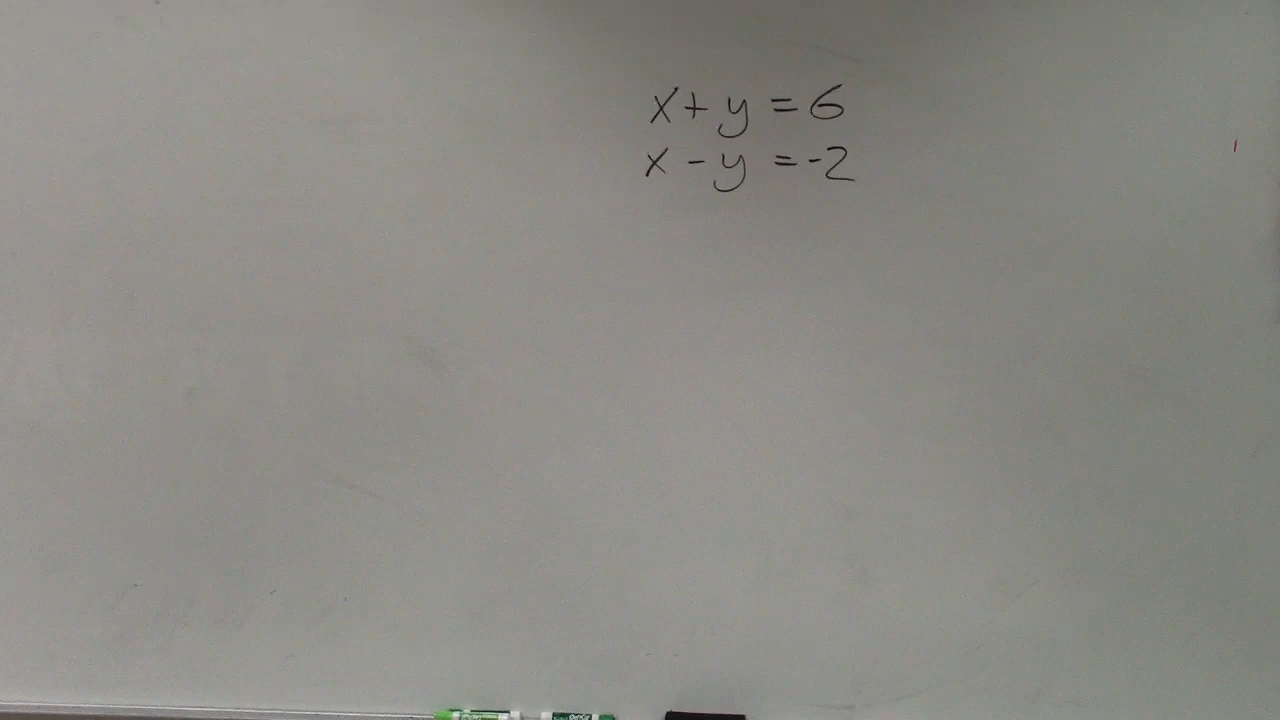 x + y = 6
x - y = -2